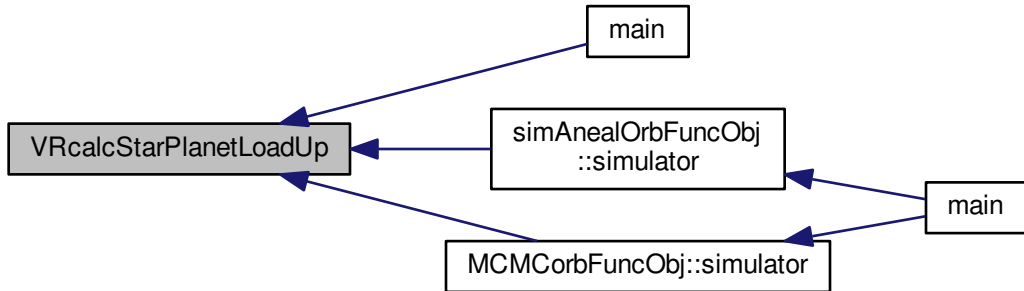 main
VRcalcStarPlanetLoadUp
simAnealOrbFuncObj
::simulator
main
MCMCorbFuncObj::simulator